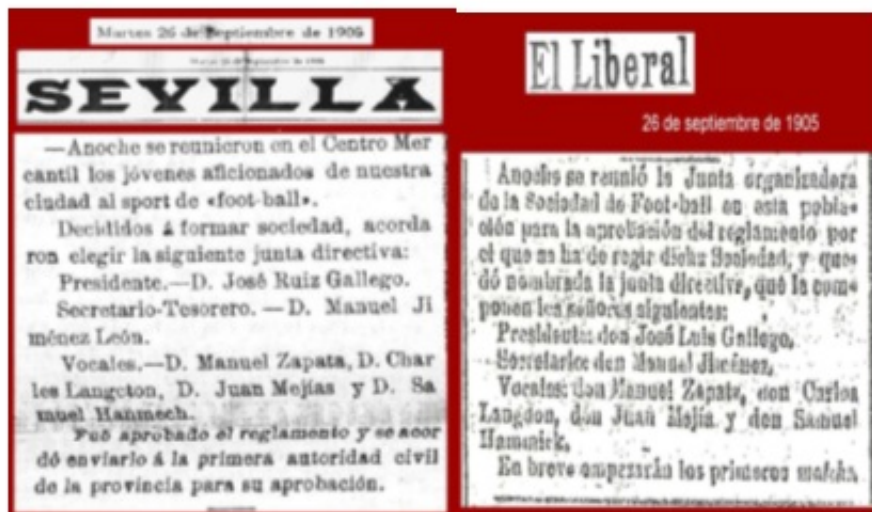 Martes 26 de Septiembre de 1905
SEVILLA
—Anoche se reunieron en el Centro Mer
cantil los jóvenes aficionados de nuestra
ciudad al sport de «foot-ball».
Decididos á formar sociedad, acorda
ron elegir la siguiente junta directiva:
Presidente.—D. José Ruiz Gallego.
Secretario-Tesorero.—D. Manuel Ji
ménez León.
Vocales.—D. Manuel Zapata, D. Char
les Langcton, D. Juan Mejías y D. Sa
muel Hanmech.
Fué aprobado el reglamento y se acor
dó enviarlo á la primera autoridad civil
de la provincia para su aprobación.
El Liberal
26 de septiembre de 1905
Anoche se reunió la Junta organizadora
de la Sociedad de Foot-ball en esta pobla-
ción para la aprobación del reglamento por
el que se ha de regir dicha Sociedad, y que-
dó nombrada la junta directiva, que la com-
ponen los señores siguientes:
Presidente: don José Luis Gallego.
Secretario: don Manuel Jiménez.
Vocales: don Manuel Zapata, don Carlos
Langdon, don Juan Mejía y don Samuel
Hammick.
En breve empezarán los primeros matchs.